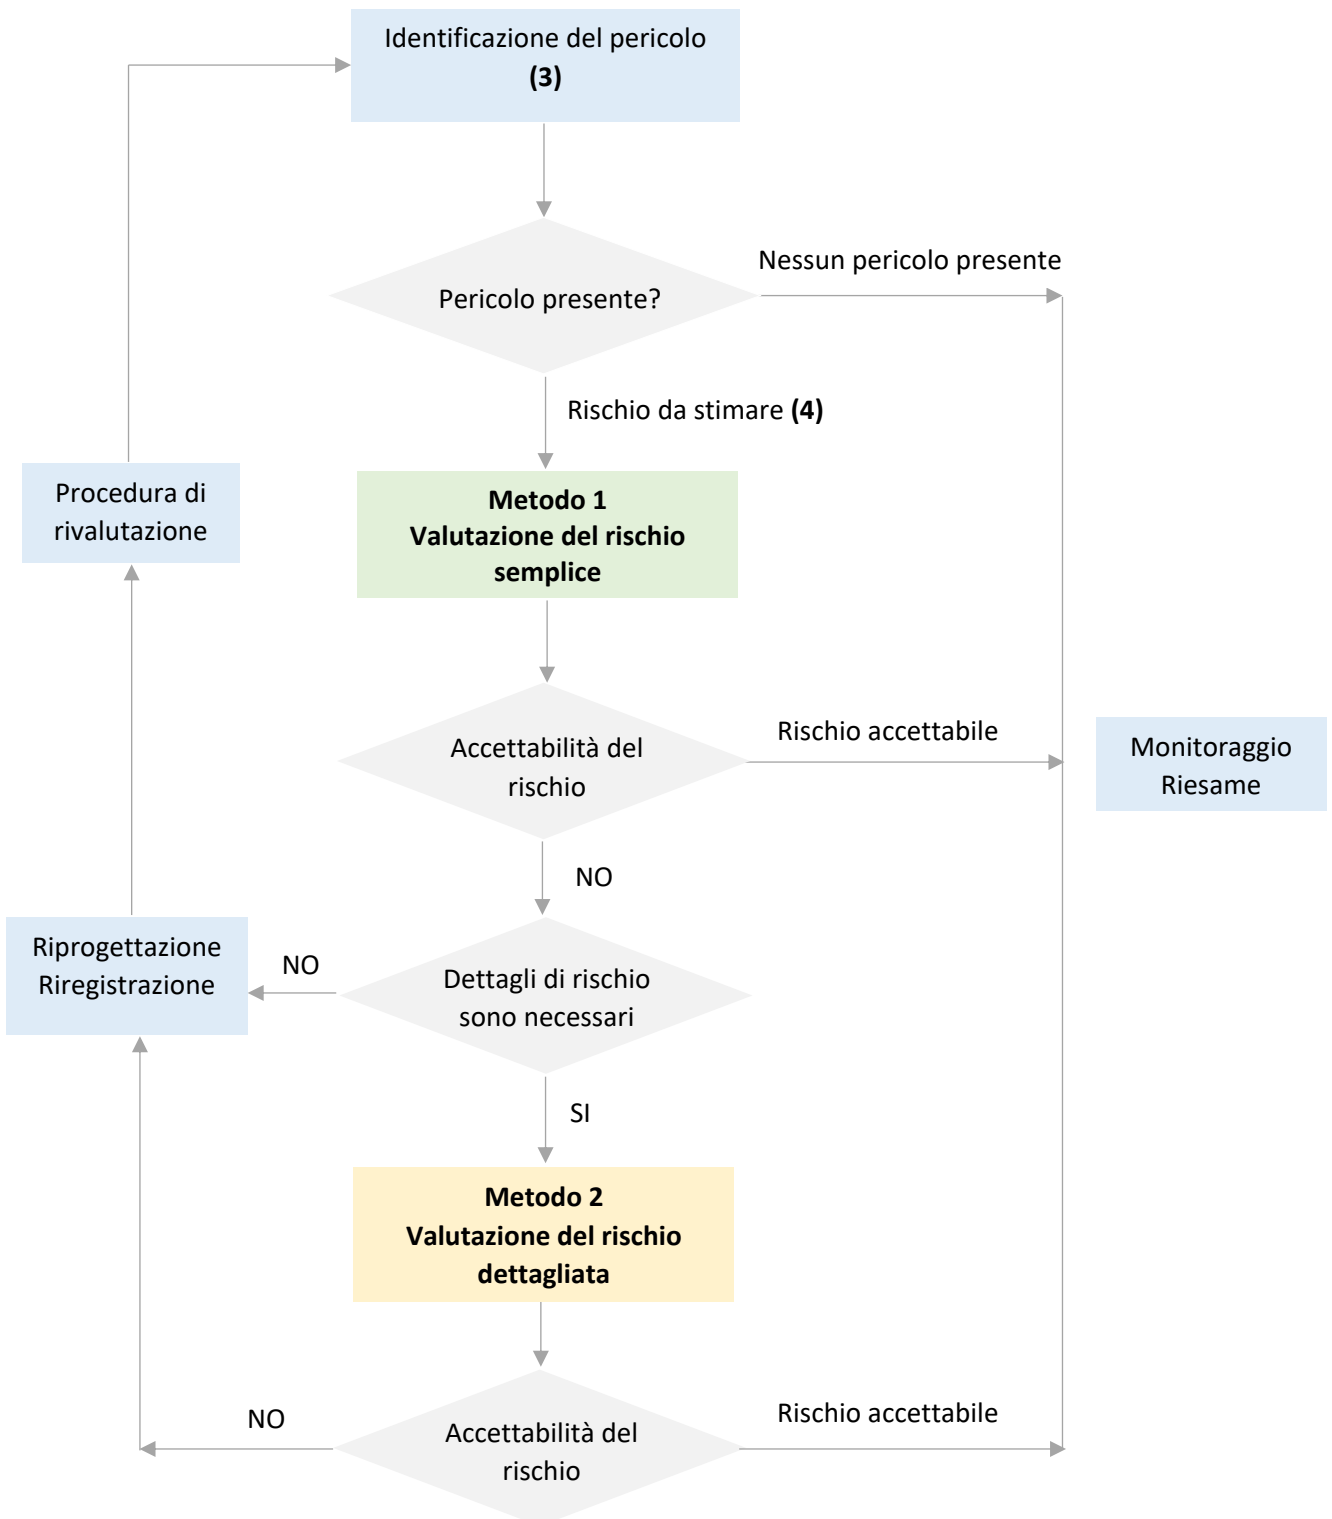 Identificazione del pericolo
(3)
Nessun pericolo presente
Pericolo presente?
Rischio da stimare (4)
Procedura di
rivalutazione
Metodo 1
Valutazione del rischio
semplice
Accettabilità del
rischio
Rischio accettabile
Monitoraggio
Riesame
NO
Riprogettazione
Riregistrazione
NO
Dettagli di rischio
sono necessari
SI
Metodo 2
Valutazione del rischio
dettagliata
NO
Accettabilità del
rischio
Rischio accettabile